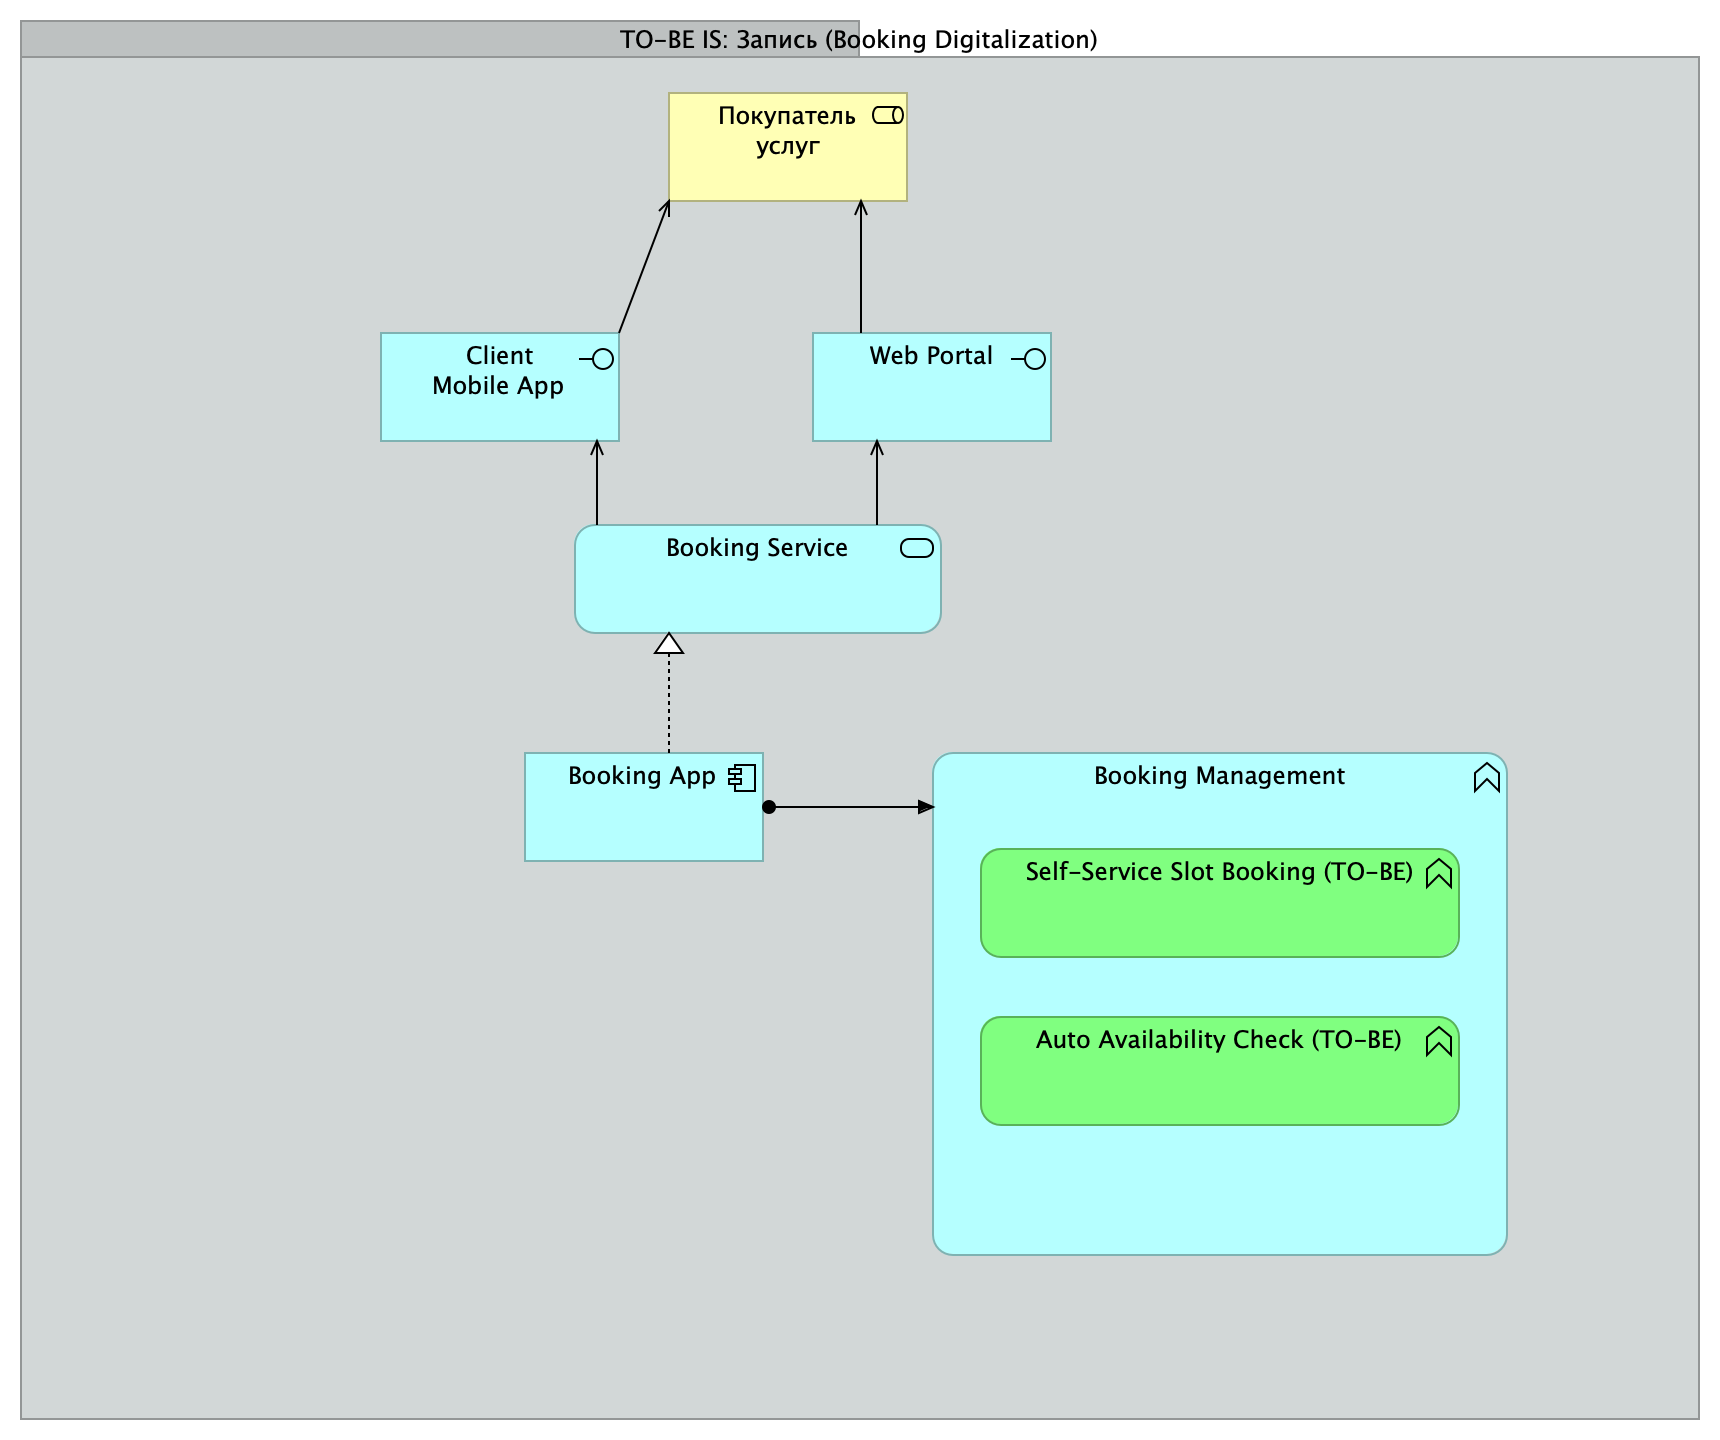 TO-BE IS: Запись (Booking Digitalization)
Покупатель
услуг
Client
Mobile App
Web Portal
Booking Service
Booking App
Booking Management
Self-Service Slot Booking (TO-BE)
Auto Availability Check (TO-BE)